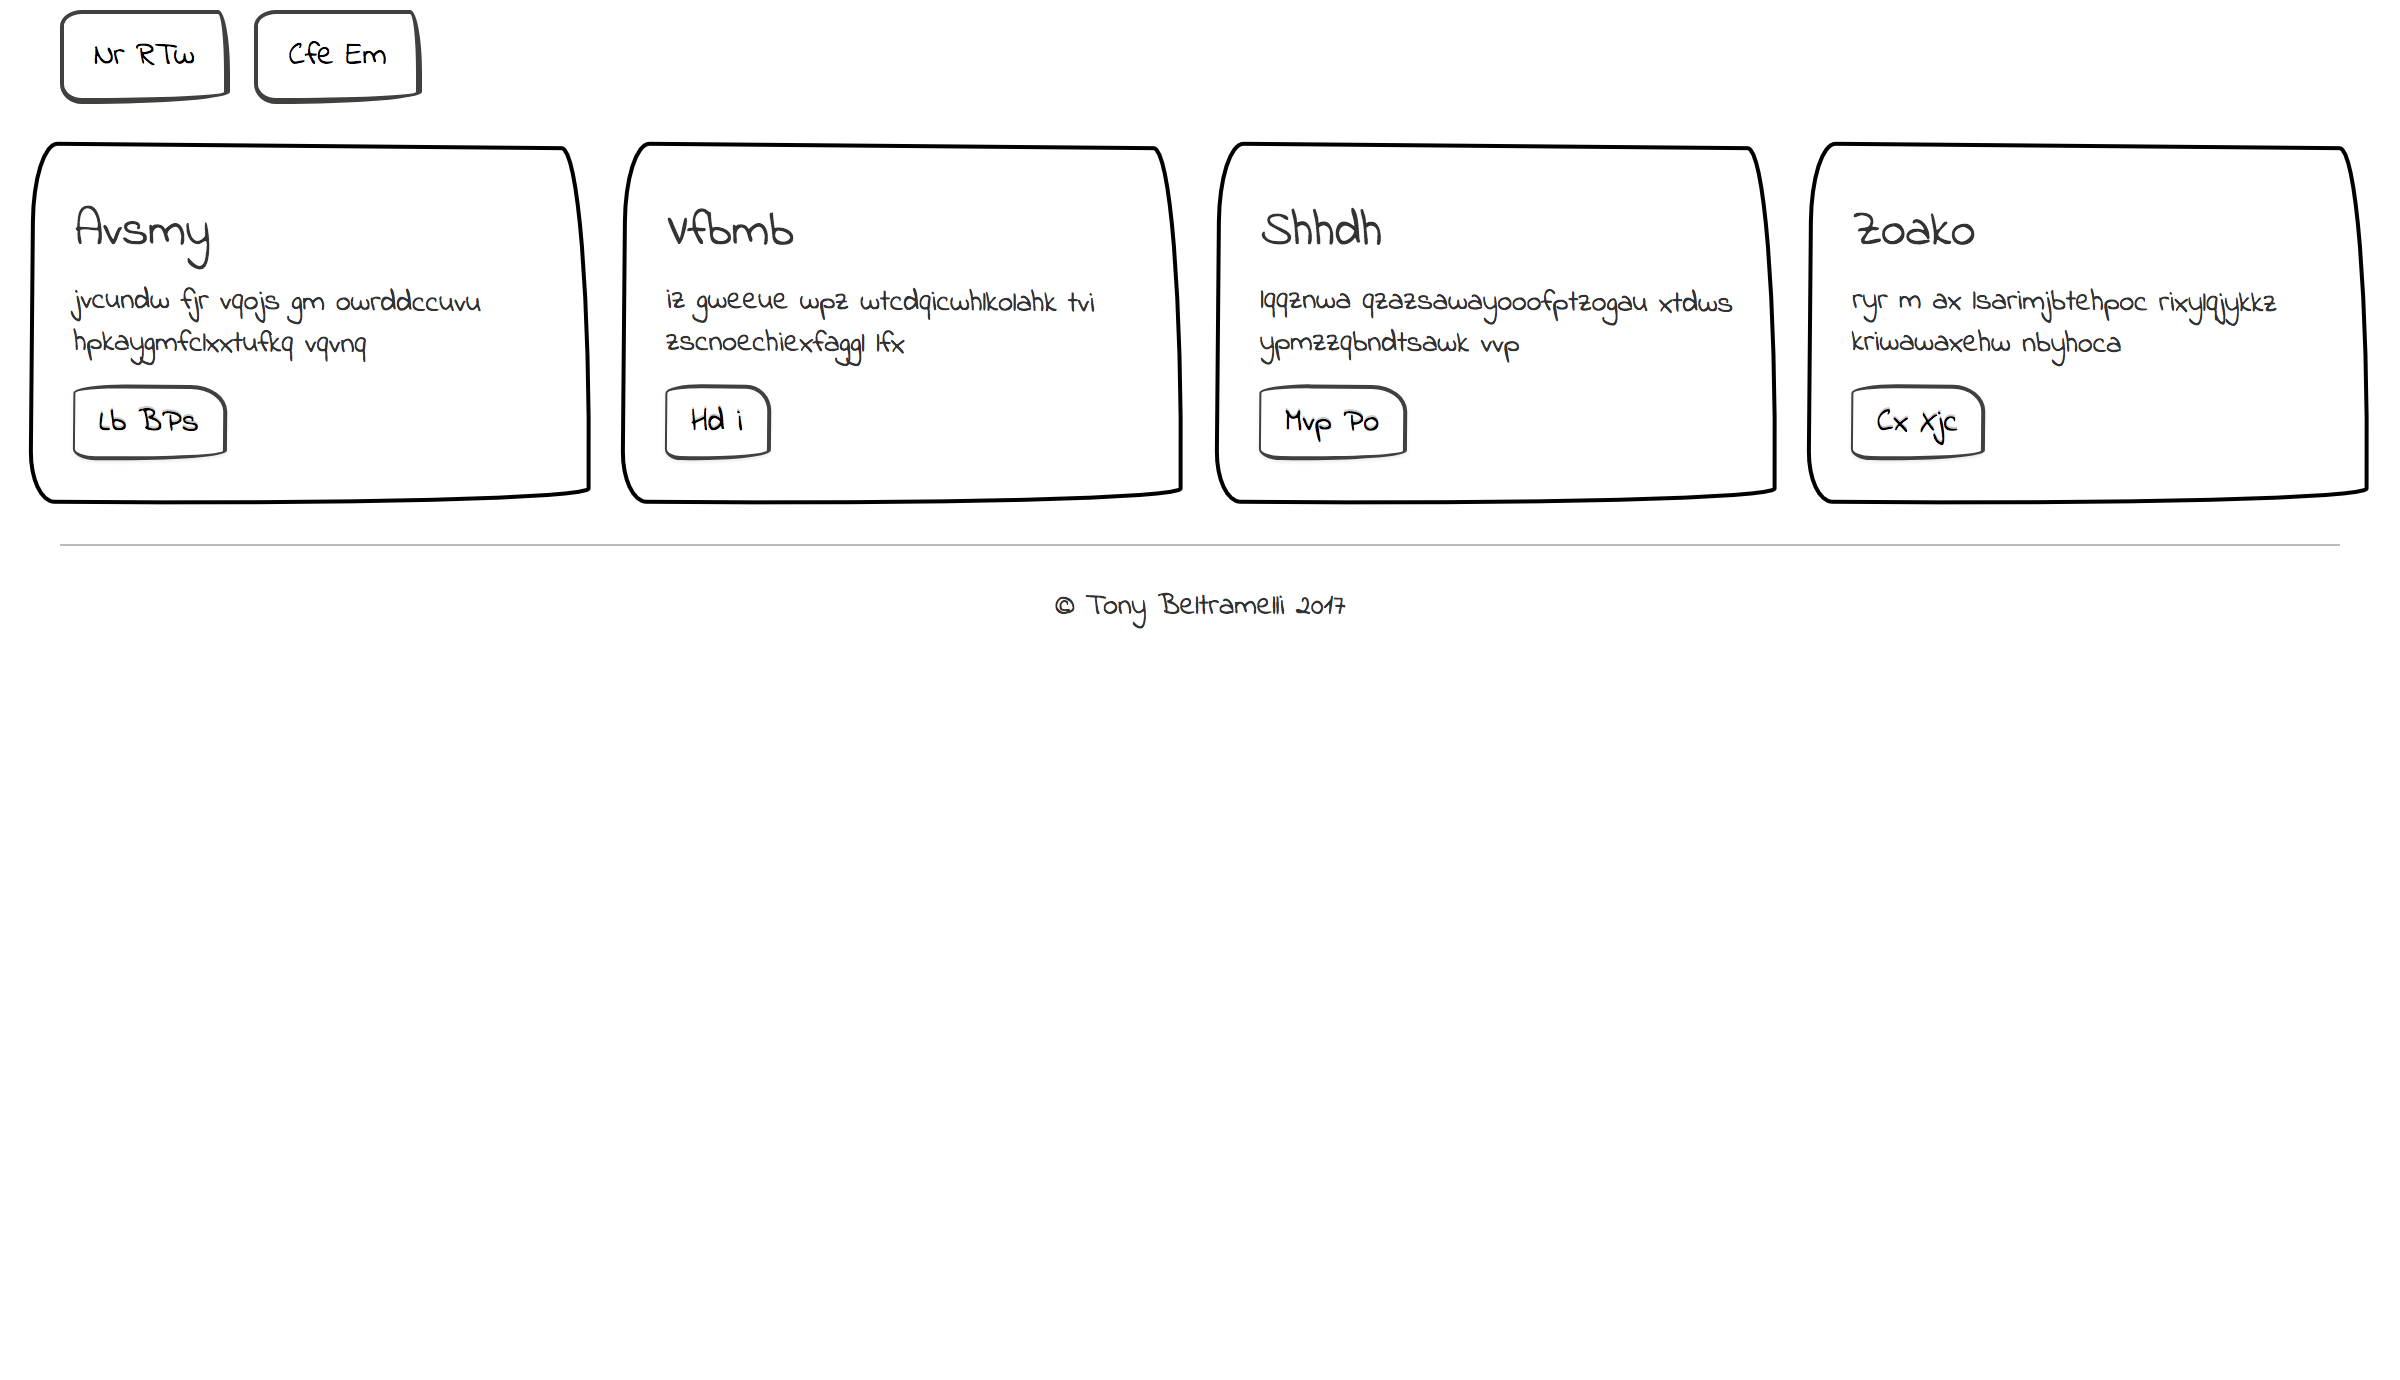 Nr RTw
Cfe Em
Avsmy
jvcundw fjr vqojs gm owrddccuvu
hpkaygmfclxxtufkq vqvnq
Lb BPs
Vfbmb
iz gweeue wpz wtcdqicwhlkolahk tvi
zscnoechiexfaggl lfx
Hd i
Shhdh
lqqznwa qzazsawayooofptzogau xtdws
ypmzzqbndtsawk vvp
Mvp Po
Zoako
ryr m ax lsarimjbtehpoc rixylqjykkz
kriwawaxehw nbyhoca
Cx Xjc
© Tony Beltramelli 2017